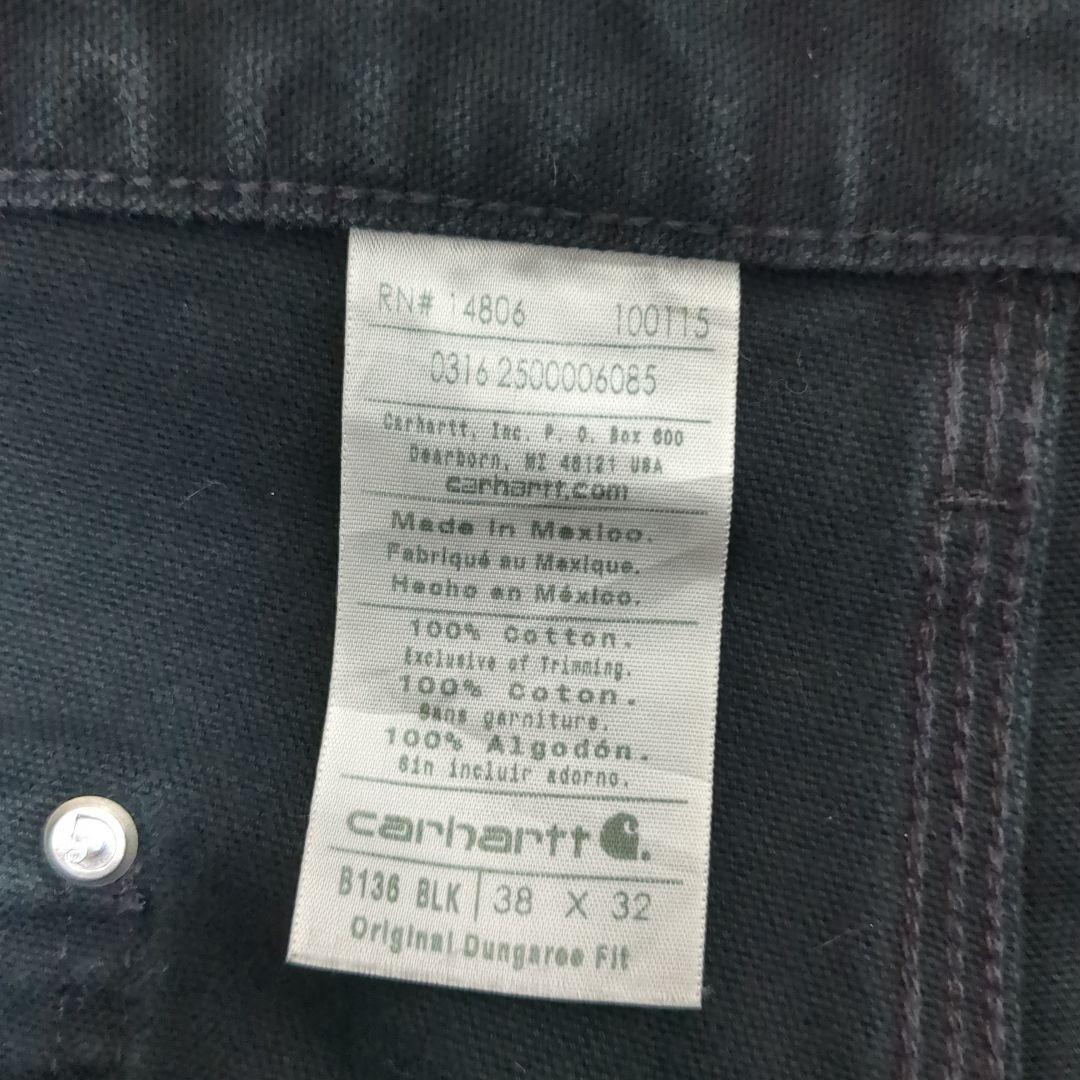 RN# 14806 100115
0316 2500006085
Carhartt, Inc. P. O. Box 600
Dearborn, MI 48121 USA
carhartt.com
Made in Mexico.
Fabriqué au Mexique.
Hecho en México.
100% Cotton.
Exclusive of Trimming.
100% Coton.
Sans garniture.
100% Algodón.
Sin incluir adorno.
carhartt
B136 BLK 38 X 32
Original Dungaree Fit
5